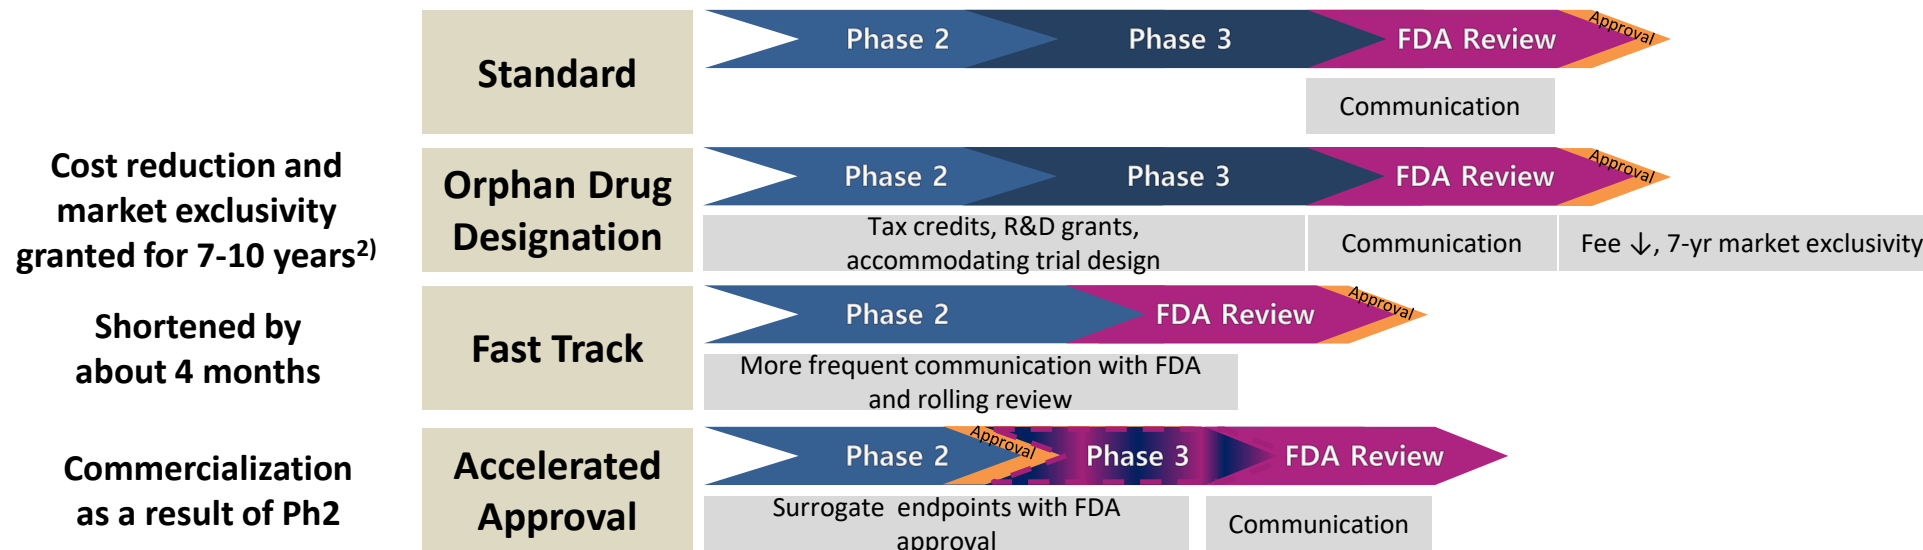 Standard
Phase 2
Phase 3
FDA Review
Approval
Communication
Cost reduction and
market exclusivity
granted for 7-10 years2)
Orphan Drug
Designation
Phase 2
Phase 3
FDA Review
Approval
Tax credits, R&D grants,
accommodating trial design
Communication
Fee ↓, 7-yr market exclusivity
Shortened by
about 4 months
Fast Track
Phase 2
FDA Review
Approval
More frequent communication with FDA
and rolling review
Commercialization
as a result of Ph2
Accelerated
Approval
Phase 2
Approval
Phase 3
FDA Review
Surrogate endpoints with FDA
approval
Communication